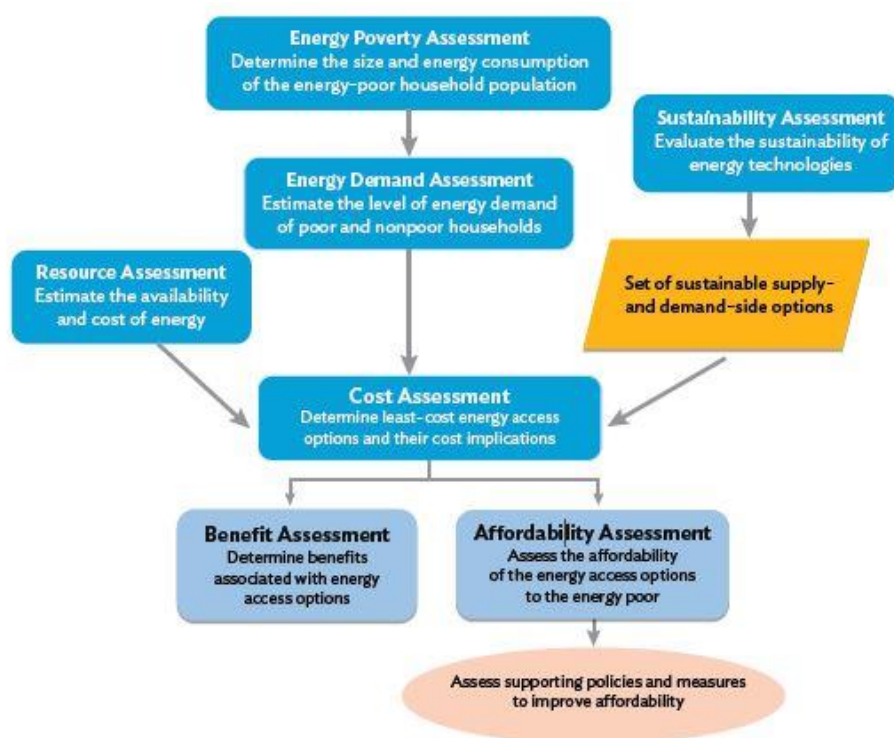 Energy Poverty Assessment
Determine the size and energy consumption
of the energy-poor household population
Sustainability Assessment
Evaluate the sustainability of
energy technologies
Energy Demand Assessment
Estimate the level of energy demand
of poor and nonpoor households
Resource Assessment
Estimate the availability
and cost of energy
Set of sustainable supply-
and demand-side options
Cost Assessment
Determine least-cost energy access
options and their cost implications
Benefit Assessment
Determine benefits
associated with energy
access options
Affordability Assessment
Assess the affordability
of the energy access options
to the energy poor
Assess supporting policies and measures
to improve affordability